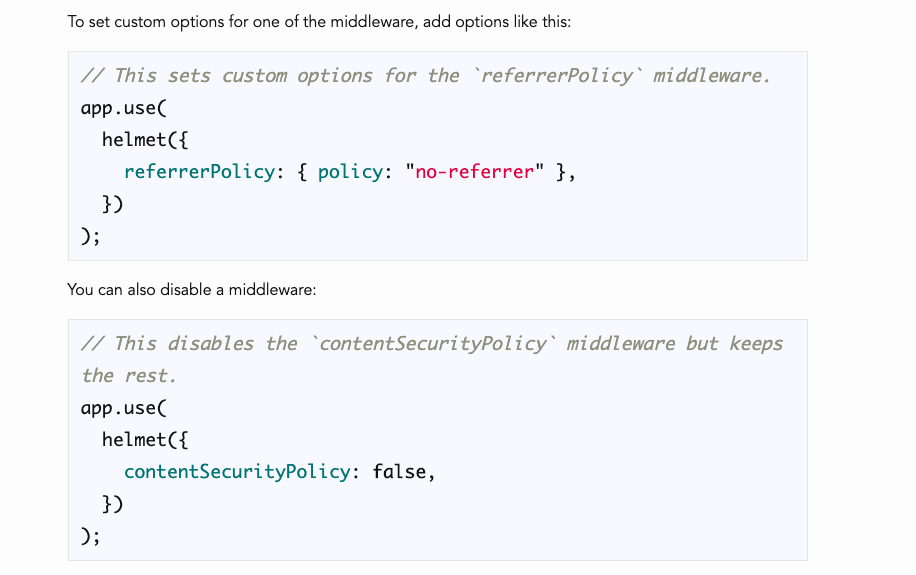 To set custom options for one of the middleware, add options like this:
// This sets custom options for the `referrerPolicy` middleware.
app.use(
  helmet({
    referrerPolicy: { policy: "no-referrer" },
  })
);
You can also disable a middleware:
// This disables the `contentSecurityPolicy` middleware but keeps
the rest.
app.use(
  helmet({
    contentSecurityPolicy: false,
  })
);